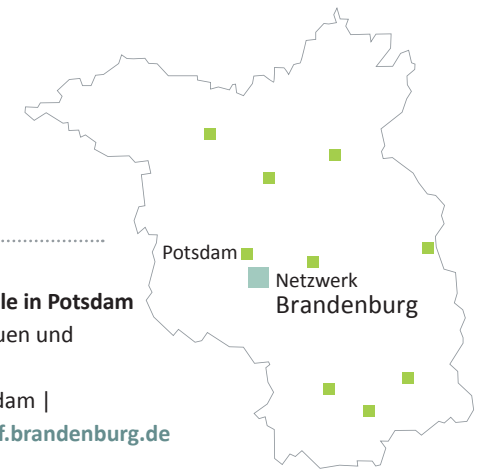 Potsdam
Netzwerk
Brandenburg
le in Potsdam
uen und
dam |
f.brandenburg.de